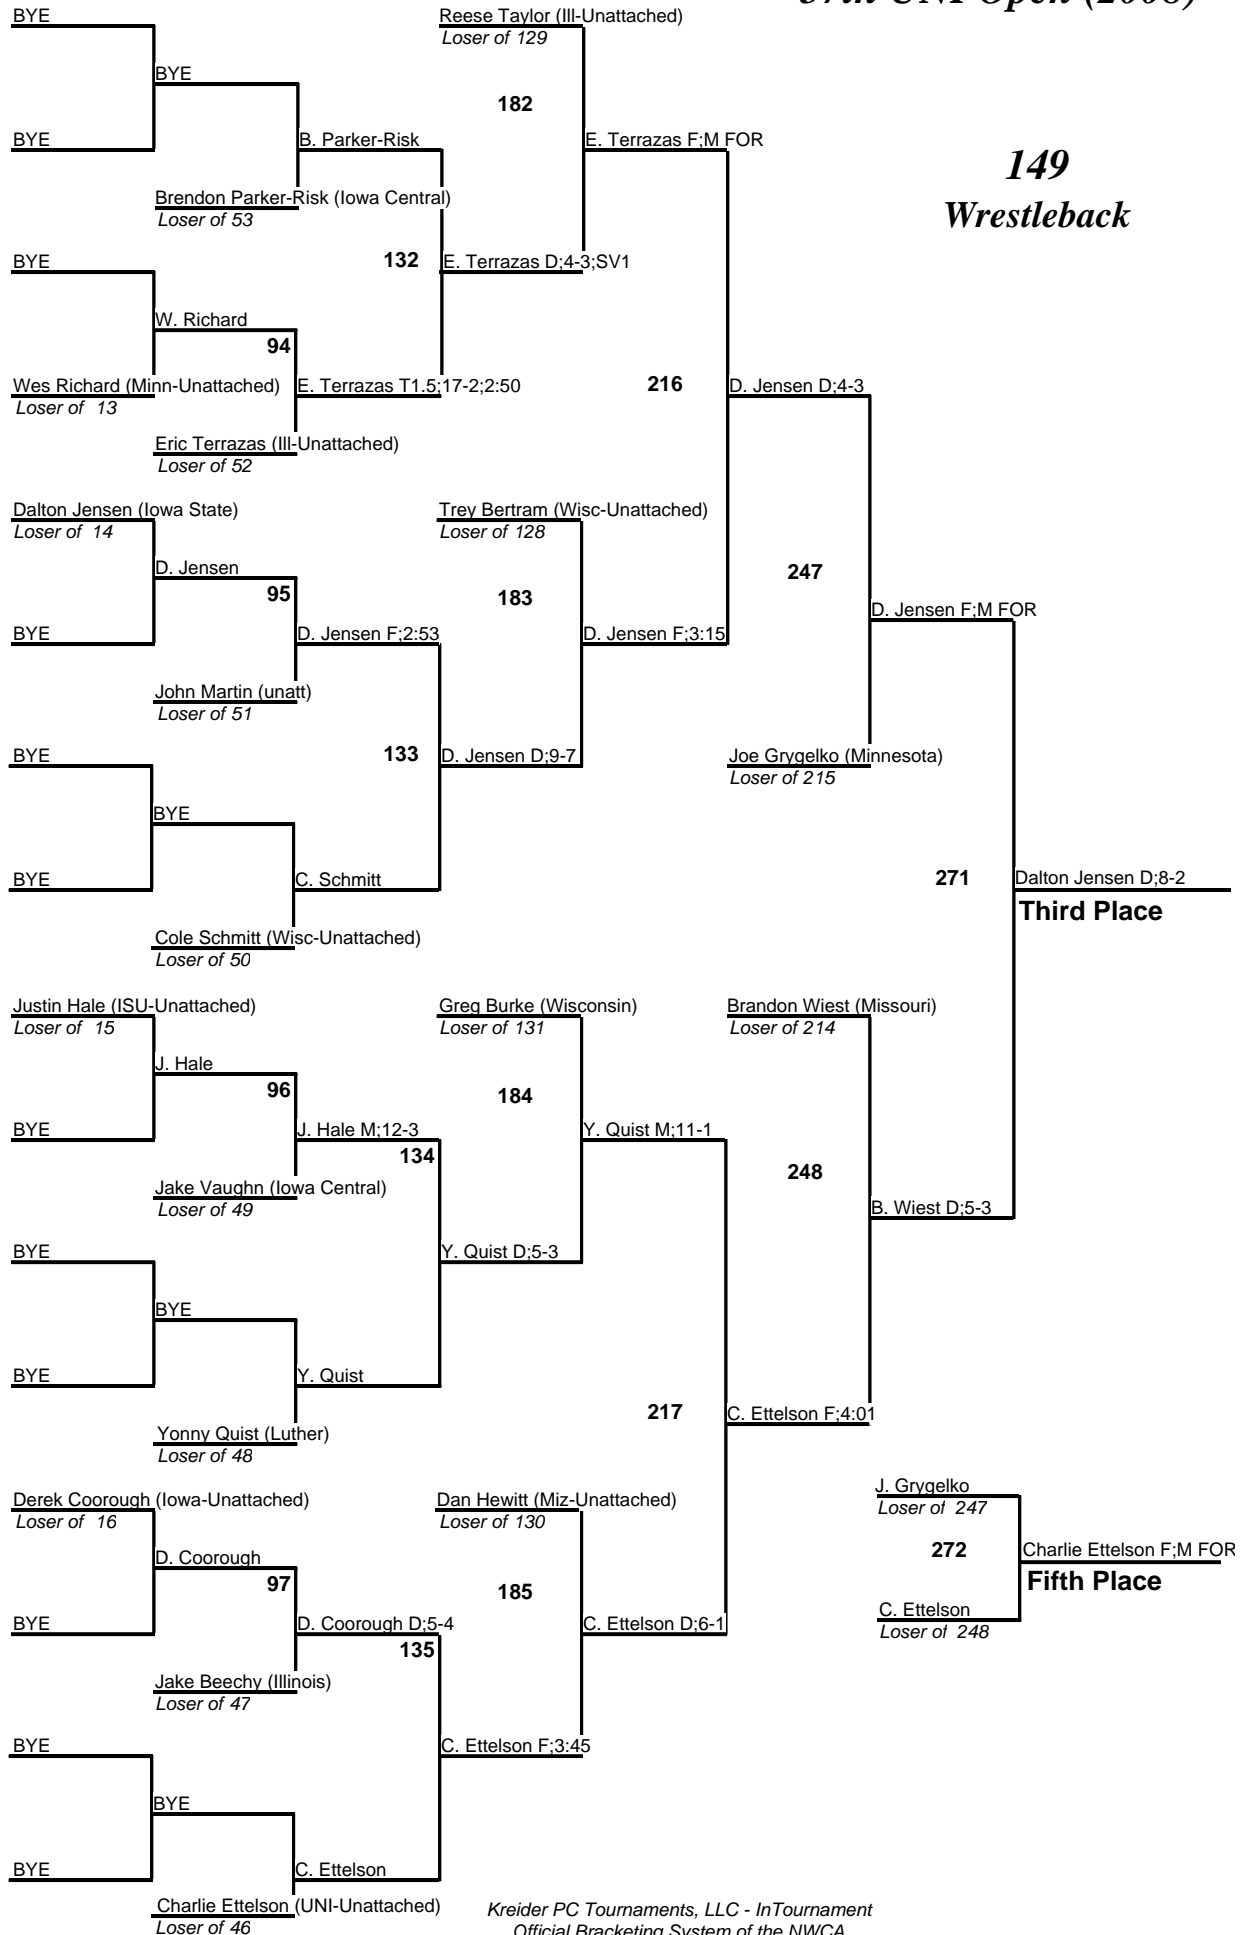 37th UNI Open (2008)
149
Wrestleback
BYE
Reese Taylor (Ill-Unattached)
Loser of 129
BYE
182
BYE
B. Parker-Risk
E. Terrazas F;M FOR
Brendon Parker-Risk (Iowa Central)
Loser of 53
BYE
132
E. Terrazas D;4-3;SV1
W. Richard
94
Wes Richard (Minn-Unattached)
Loser of 13
E. Terrazas T1.5;17-2;2:50
216
D. Jensen D;4-3
Eric Terrazas (Ill-Unattached)
Loser of 52
Dalton Jensen (Iowa State)
Loser of 14
Trey Bertram (Wisc-Unattached)
Loser of 128
D. Jensen
95
183
247
D. Jensen F;M FOR
BYE
D. Jensen F;2:53
D. Jensen F;3:15
John Martin (unatt)
Loser of 51
BYE
133
D. Jensen D;9-7
Joe Grygelko (Minnesota)
Loser of 215
BYE
BYE
C. Schmitt
271
Dalton Jensen D;8-2
Third Place
Cole Schmitt (Wisc-Unattached)
Loser of 50
Justin Hale (ISU-Unattached)
Loser of 15
Greg Burke (Wisconsin)
Loser of 131
Brandon Wiest (Missouri)
Loser of 214
J. Hale
96
184
BYE
J. Hale M;12-3
134
Y. Quist M;11-1
248
Jake Vaughn (Iowa Central)
Loser of 49
B. Wiest D;5-3
BYE
Y. Quist D;5-3
BYE
BYE
Y. Quist
217
C. Ettelson F;4:01
Yonny Quist (Luther)
Loser of 48
Derek Coorough (Iowa-Unattached)
Loser of 16
Dan Hewitt (Miz-Unattached)
Loser of 130
J. Grygelko
Loser of 247
D. Coorough
97
185
272
Charlie Ettelson F;M FOR
Fifth Place
BYE
D. Coorough D;5-4
135
C. Ettelson D;6-1
C. Ettelson
Loser of 248
Jake Beechy (Illinois)
Loser of 47
BYE
C. Ettelson F;3:45
BYE
BYE
C. Ettelson
Charlie Ettelson (UNI-Unattached)
Loser of 46
Kreider PC Tournaments, LLC - InTournament
Official Bracketing System of the NWCA